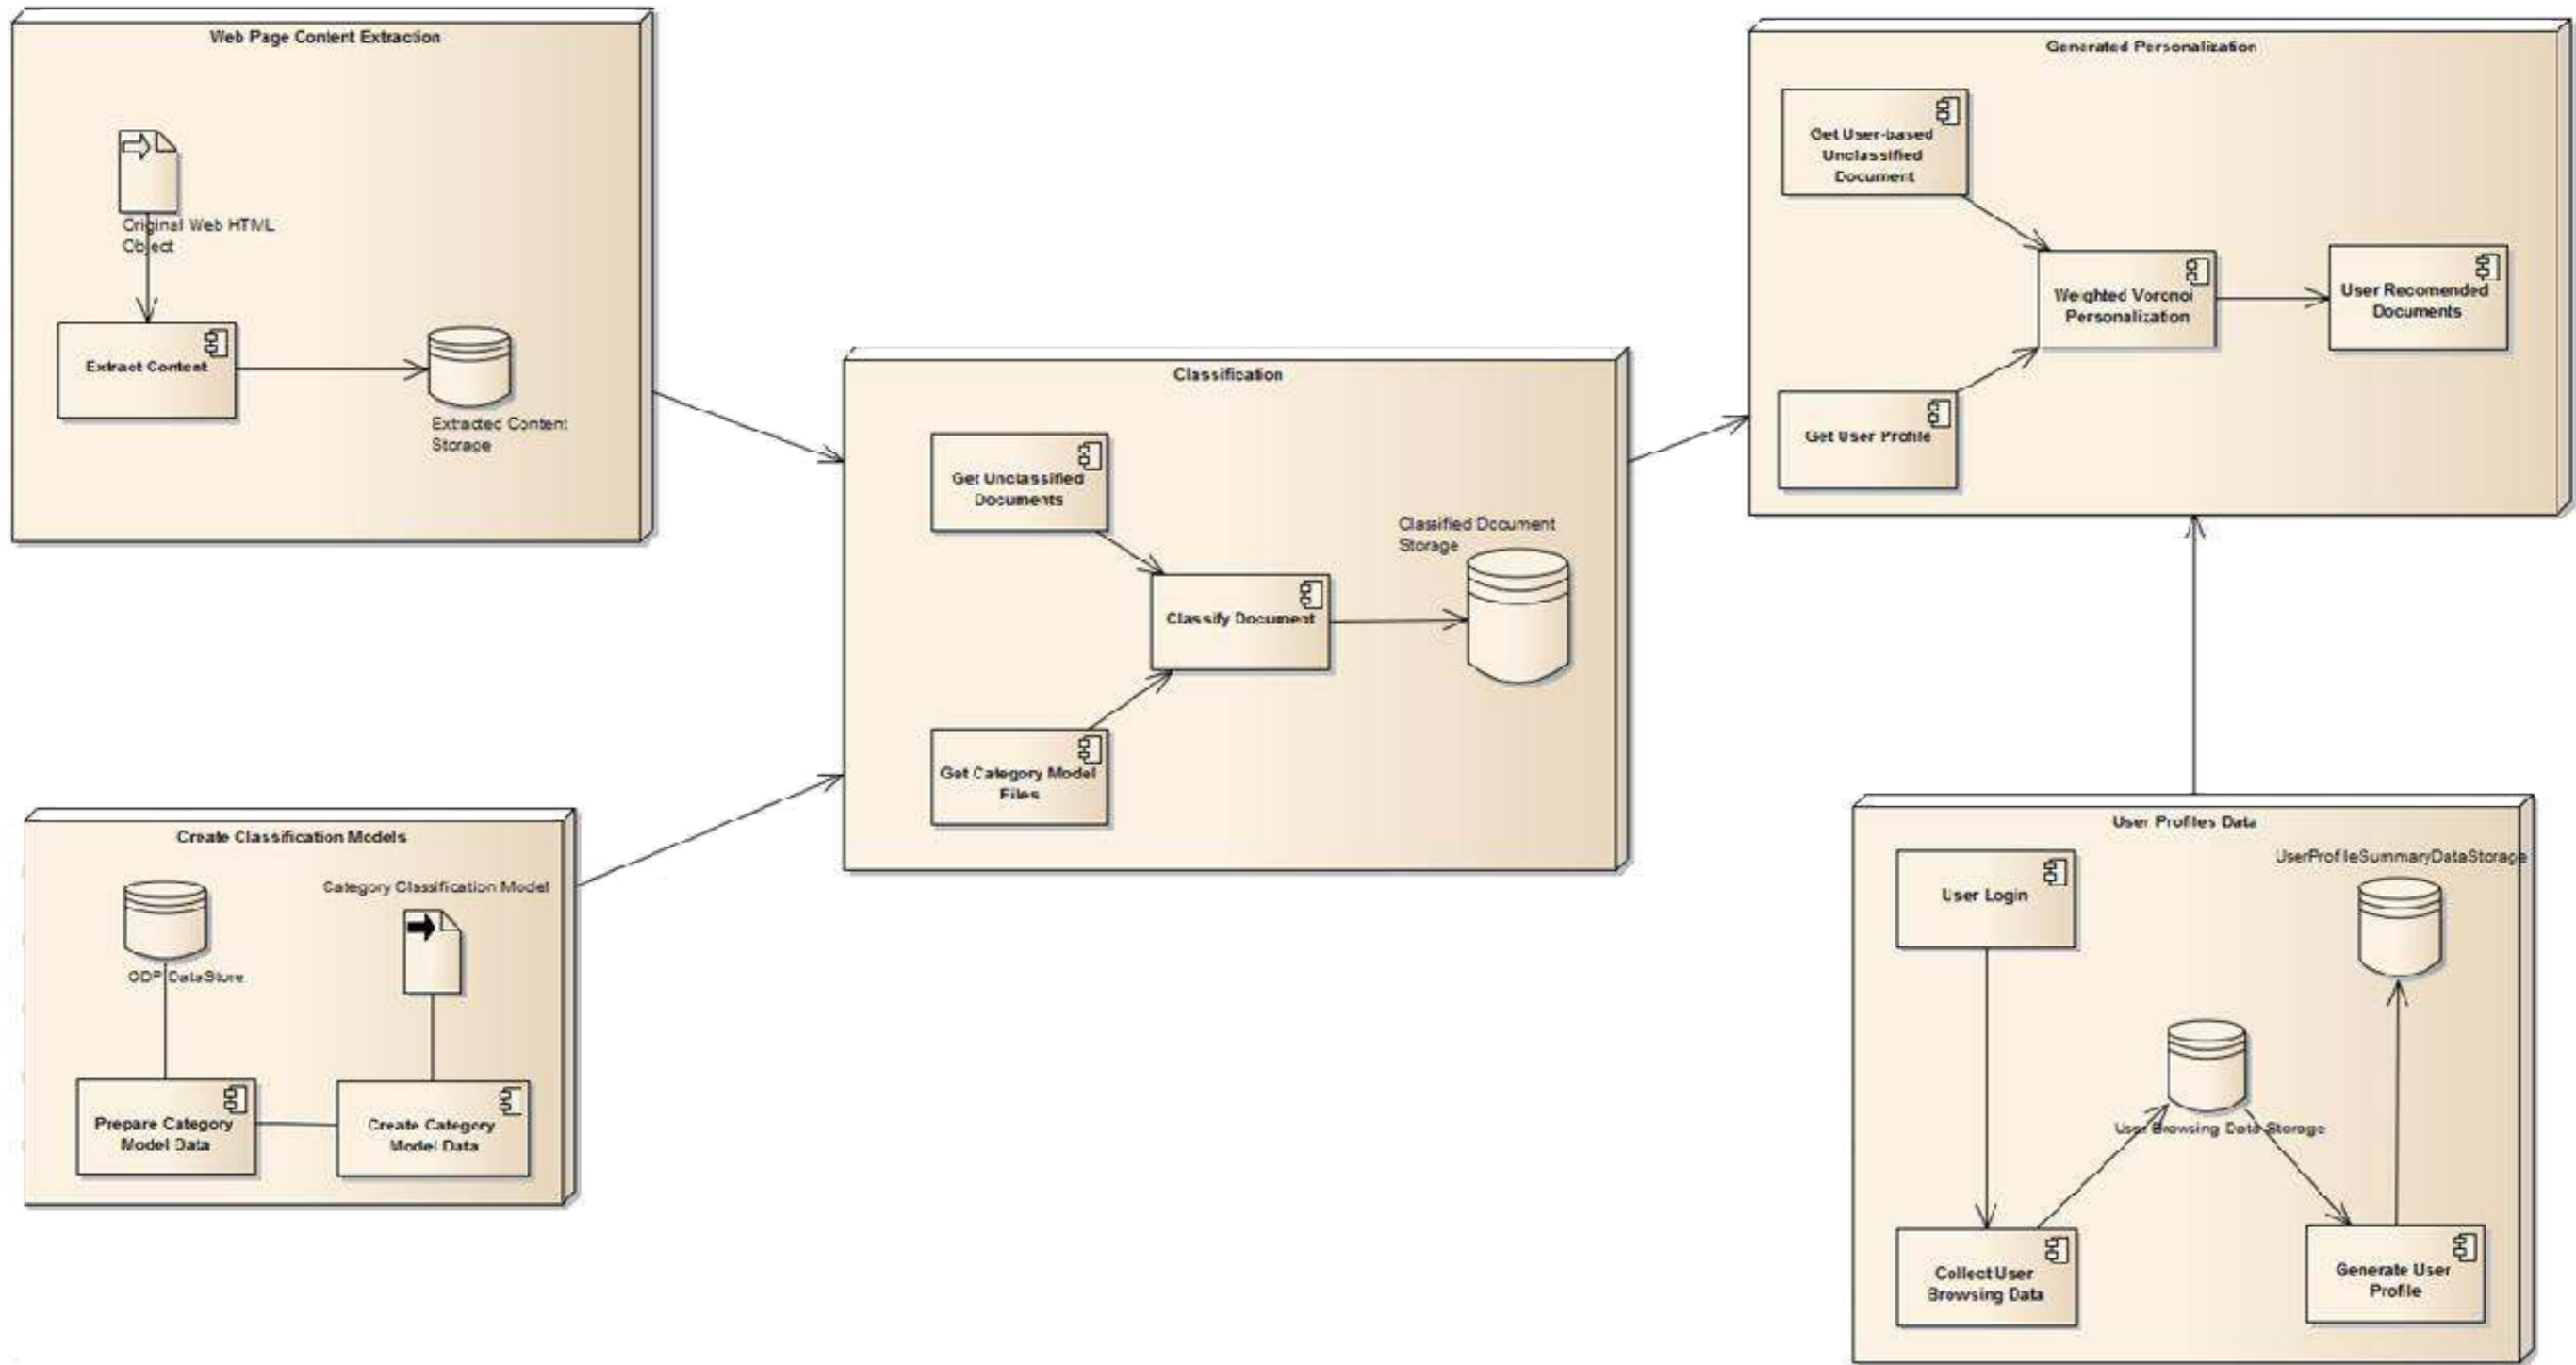 Web Page Content Extraction
Original Web HTML
Object
Extract Content
Extracted Content
Storage
Create Classification Models
Category Classification Model
ODP DataStore
Prepare Category
Model Data
Create Category
Model Data
Classification
Get Unclassified
Documents
Classified Document
Storage
Classify Document
Get Category Model
Files
Generated Personalization
Get User-based
Unclassified
Document
Weighted Voronoi
Personalization
User Recomended
Documents
Get User Profile
User Profiles Data
UserProfileSummaryDataStorage
User Login
User Browsing Data Storage
Collect User
Browsing Data
Generate User
Profile